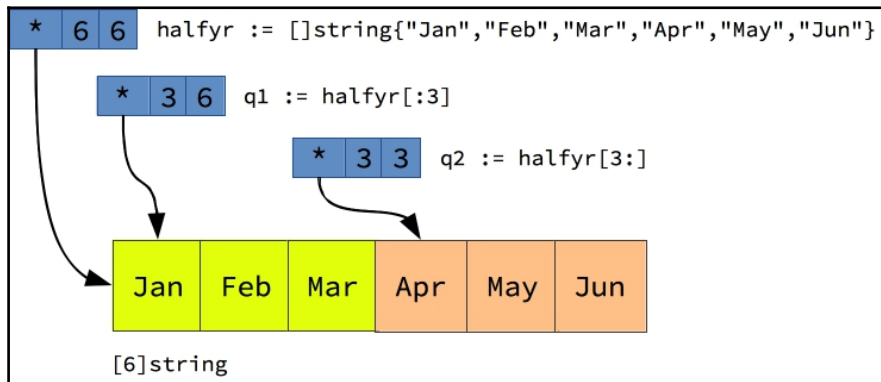 * 6 6 halfyr := []string{"Jan","Feb","Mar","Apr","May","Jun"}
* 3 6 q1 := halfyr[:3]
* 3 3 q2 := halfyr[3:]
Jan Feb Mar Apr May Jun
[6]string